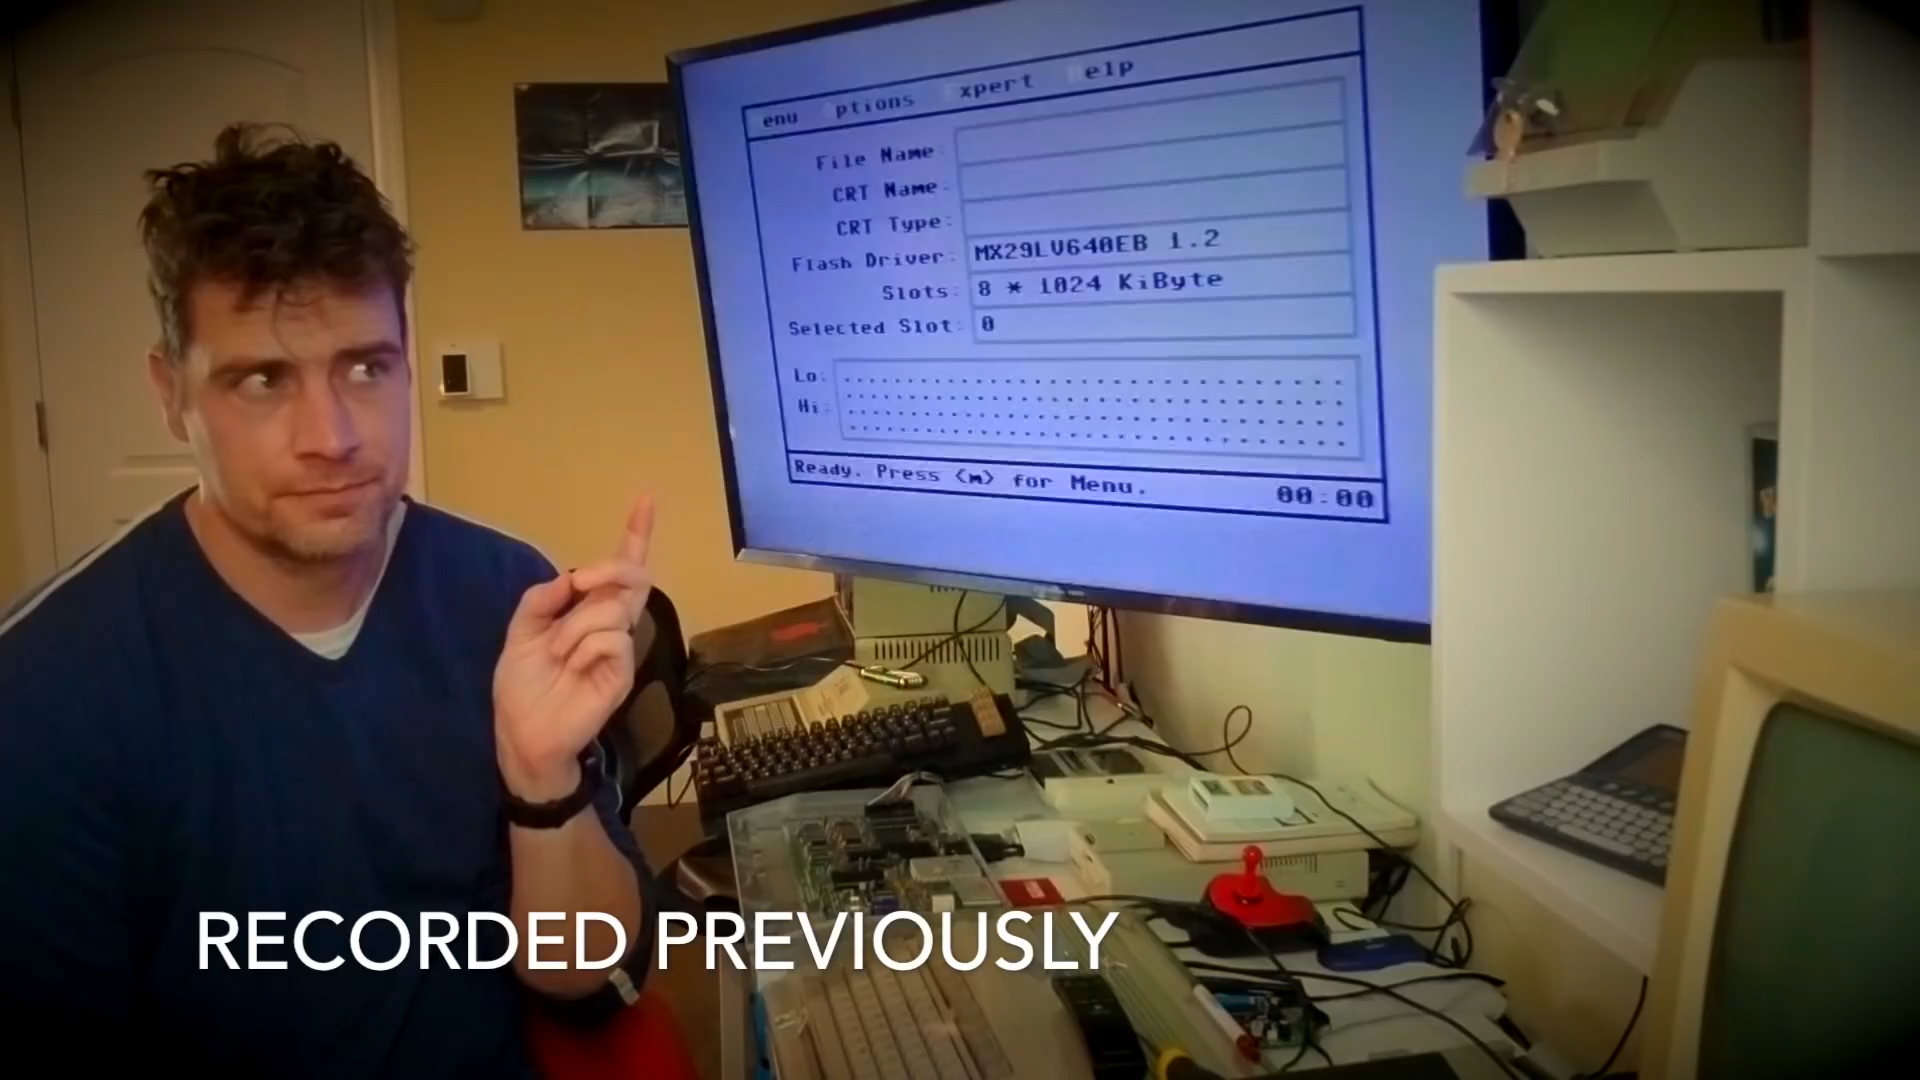 enu ptions xpert elp
File Name:
CRT Name:
CRT Type:
Flash Driver: MX29LV640EB 1.2
Slots: 8 * 1024 KiByte
Selected Slot: 0
Lo:
Hi:
Ready. Press <m> for Menu. 00:00
RECORDED PREVIOUSLY